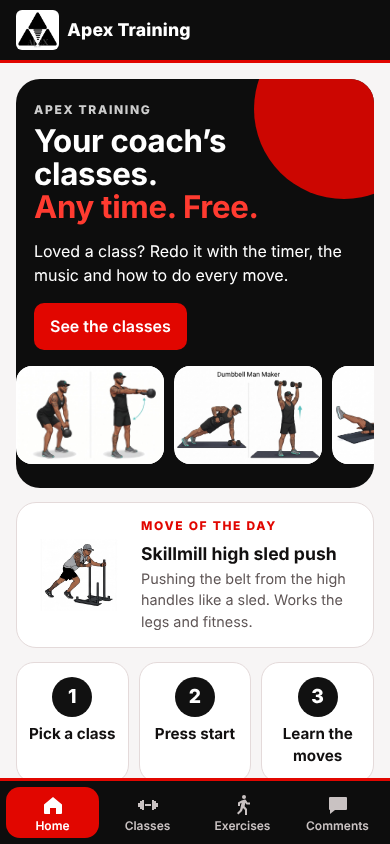 Apex Training
APEX TRAINING
Your coach’s
classes.
Any time. Free.
Loved a class? Redo it with the timer, the
music and how to do every move.
See the classes
Dumbbell Man Maker
MOVE OF THE DAY
Skillmill high sled push
Pushing the belt from the high
handles like a sled. Works the
legs and fitness.
1
Pick a class
2
Press start
3
Learn the
moves
Home
Classes
Exercises
Comments